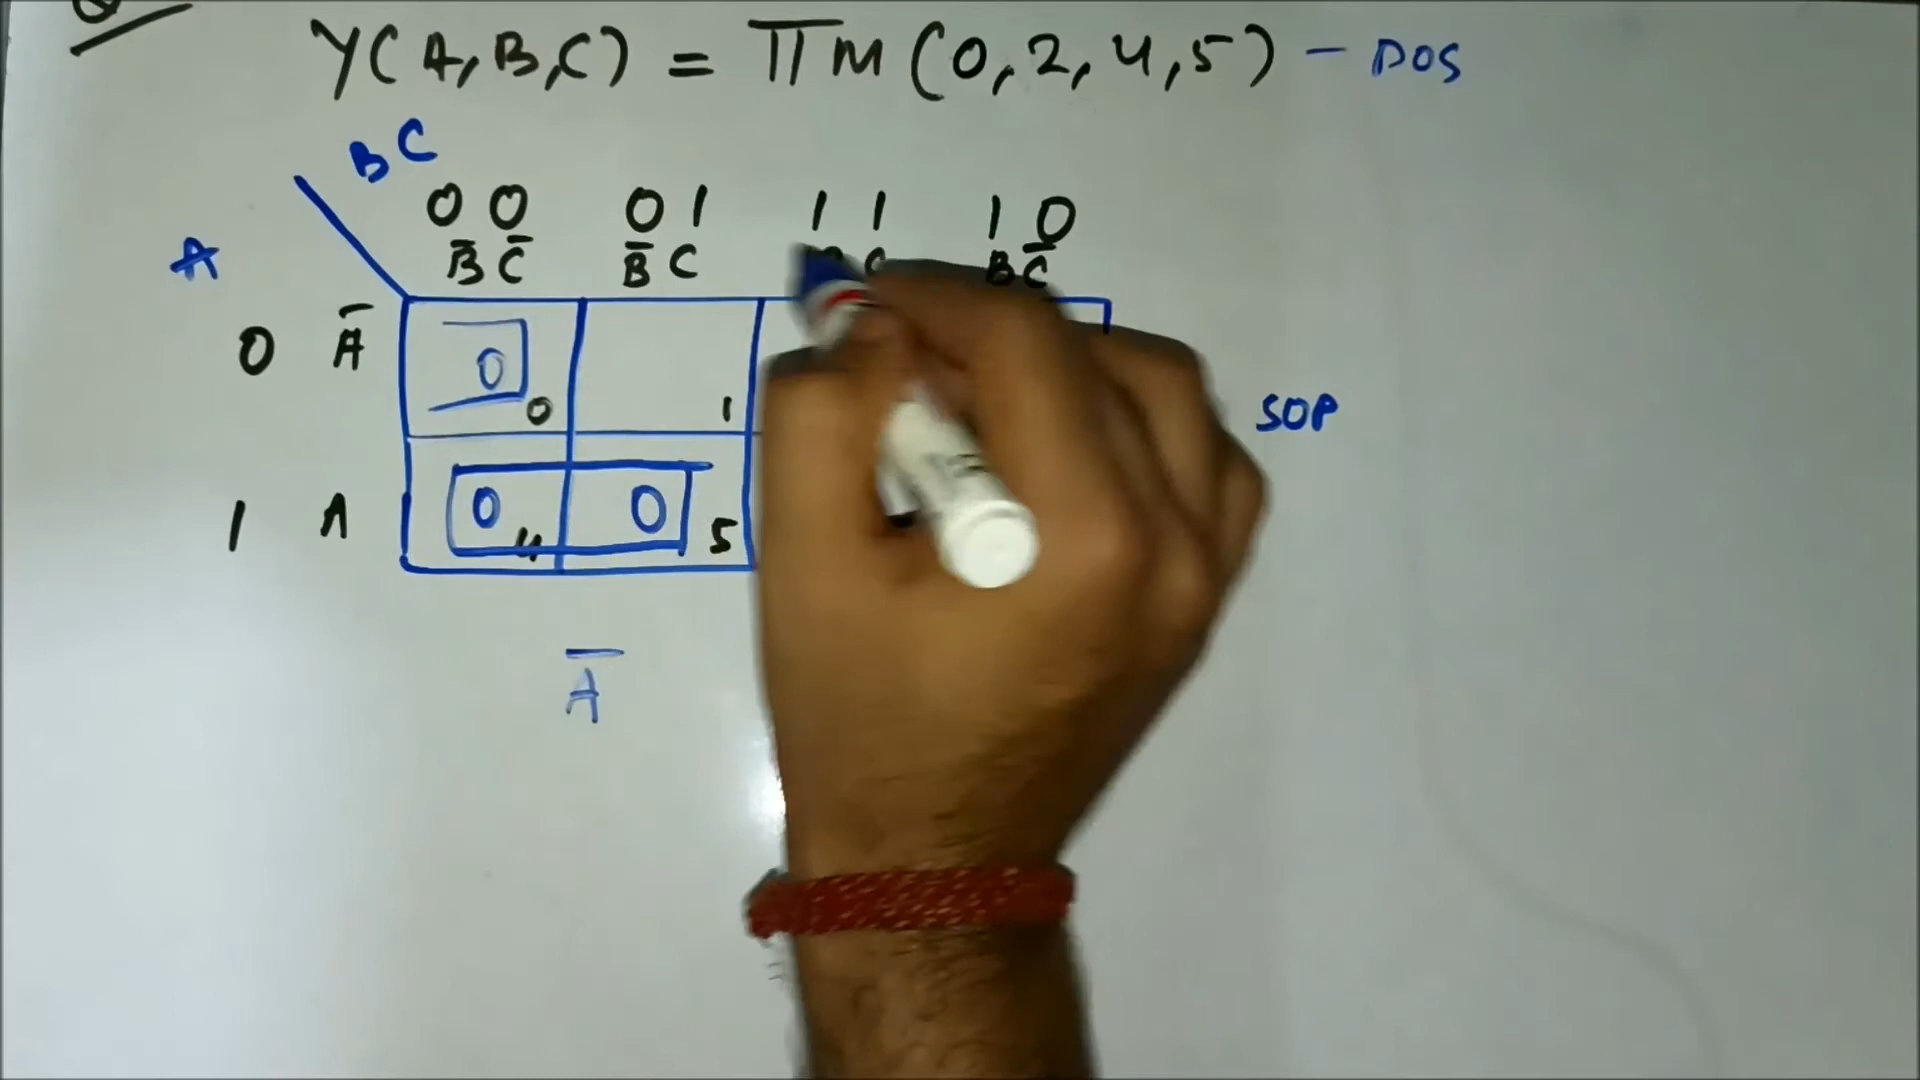 Y(A,B,C) = ΠM (0,2,4,5) - POS
BC
00 01 11 10
A B̅C̅ B̅C BC̅
0 A̅ 0 0 1
SOP
1 A 0 4 0 5
A̅